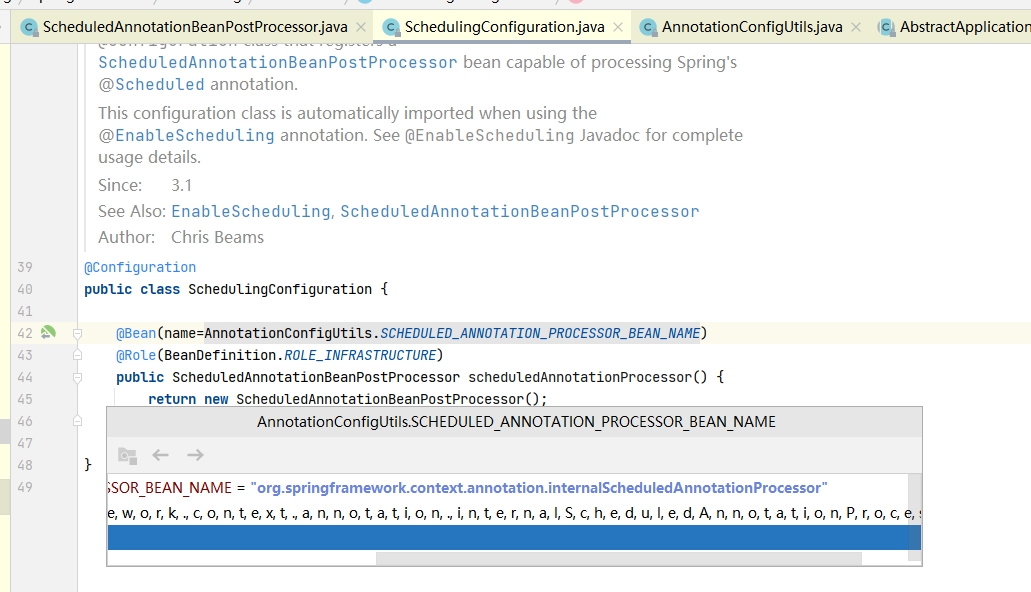 ScheduledAnnotationBeanPostProcessor.java × SchedulingConfiguration.java × AnnotationConfigUtils.java × AbstractApplication
@Configuration class that registers a
ScheduledAnnotationBeanPostProcessor bean capable of processing Spring's
@Scheduled annotation.
This configuration class is automatically imported when using the
@EnableScheduling annotation. See @EnableScheduling Javadoc for complete
usage details.
Since: 3.1
See Also: EnableScheduling, ScheduledAnnotationBeanPostProcessor
Author: Chris Beams
39 @Configuration
40 public class SchedulingConfiguration {
41
42 @Bean(name=AnnotationConfigUtils.SCHEDULED_ANNOTATION_PROCESSOR_BEAN_NAME)
43 @Role(BeanDefinition.ROLE_INFRASTRUCTURE)
44 public ScheduledAnnotationBeanPostProcessor scheduledAnnotationProcessor() {
45 return new ScheduledAnnotationBeanPostProcessor();
46
AnnotationConfigUtils.SCHEDULED_ANNOTATION_PROCESSOR_BEAN_NAME
47
48 }
49
SOR_BEAN_NAME = "org.springframework.context.annotation.internalScheduledAnnotationProcessor"
e, w, o, r, k, ., c, o, n, t, e, x, t, ., a, n, n, o, t, a, t, i, o, n, ., i, n, t, e, r, n, a, l, S, c, h, e, d, u, l, e, d, A, n, n, o, t, a, t, i, o, n, P, r, o, c, e,